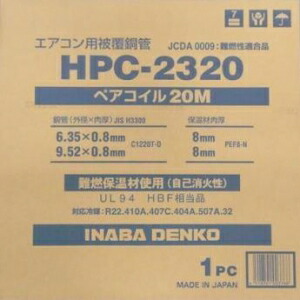 7
エアコン用被覆銅管
JCDA 0009:難燃性適合品
HPC-2320
ペアコイル20M
銅管(外径×肉厚)JIS H3300
保温材肉厚
6.35×0.8mm
9.52×0.8mm
C1220T-O
8mm
8mm
PEF8-N
難燃保温材使用(自己消火性)
UL94 HBF相当品
対応冷媒:R22.410A.407C.404A.507A.32
INABA DENKO
1PC
MADE IN JAPAN